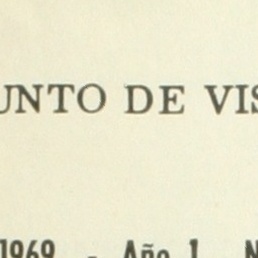 UNTO DE VIS
1969 - Año 1 N